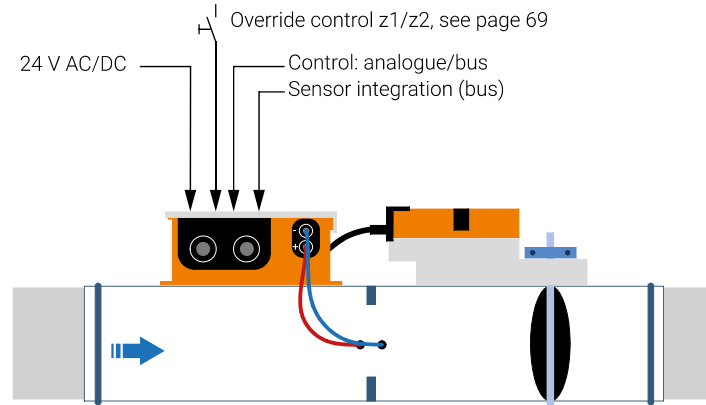 Override control z1/z2, see page 69
24 V AC/DC
Control: analogue/bus
Sensor integration (bus)
-
+